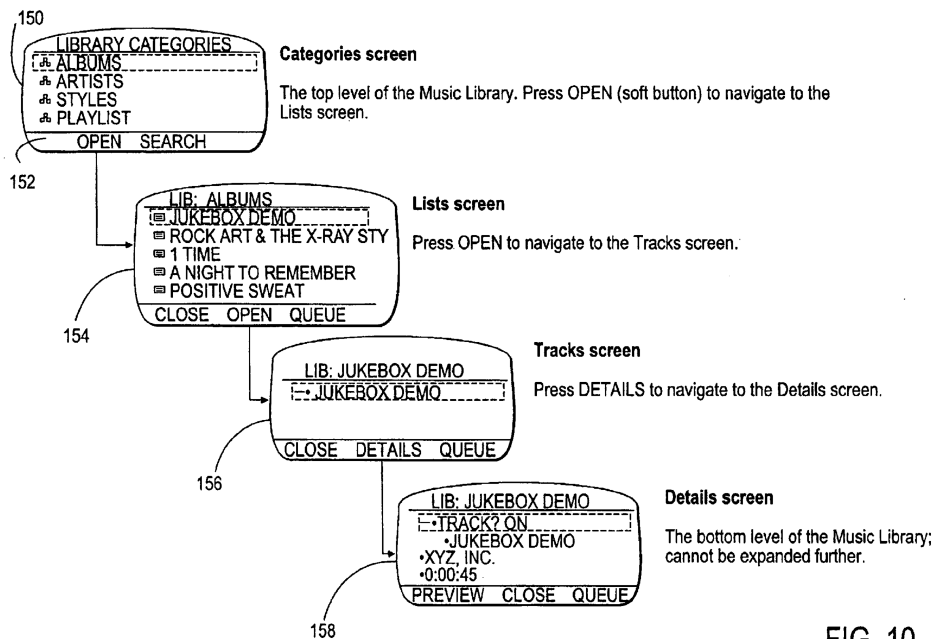 150
LIBRARY CATEGORIES
ALBUMS
ARTISTS
STYLES
PLAYLIST
OPEN SEARCH
152
Categories screen
The top level of the Music Library. Press OPEN (soft button) to navigate to the
Lists screen.
LIB: ALBUMS
JUKEBOX DEMO
ROCK ART & THE X-RAY STY
1 TIME
A NIGHT TO REMEMBER
POSITIVE SWEAT
CLOSE OPEN QUEUE
154
Lists screen
Press OPEN to navigate to the Tracks screen.
LIB: JUKEBOX DEMO
JUKEBOX DEMO
CLOSE DETAILS QUEUE
156
Tracks screen
Press DETAILS to navigate to the Details screen.
LIB: JUKEBOX DEMO
•TRACK? ON
•JUKEBOX DEMO
•XYZ, INC.
•0:00:45
PREVIEW CLOSE QUEUE
158
Details screen
The bottom level of the Music Library;
cannot be expanded further.
FIG. 10